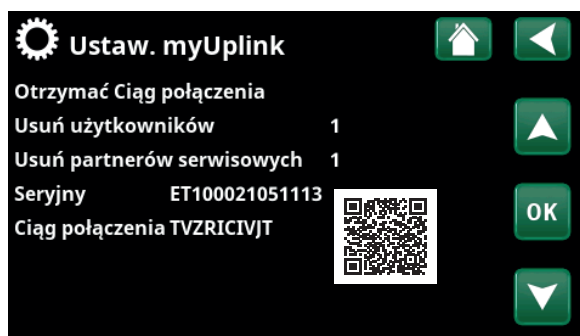 Ustaw. myUplink
Otrzymać Ciąg połączenia
Usuń użytkowników 1
Usuń partnerów serwisowych 1
Seryjny ET100021051113
Ciąg połączenia TVZRICIVJT
OK